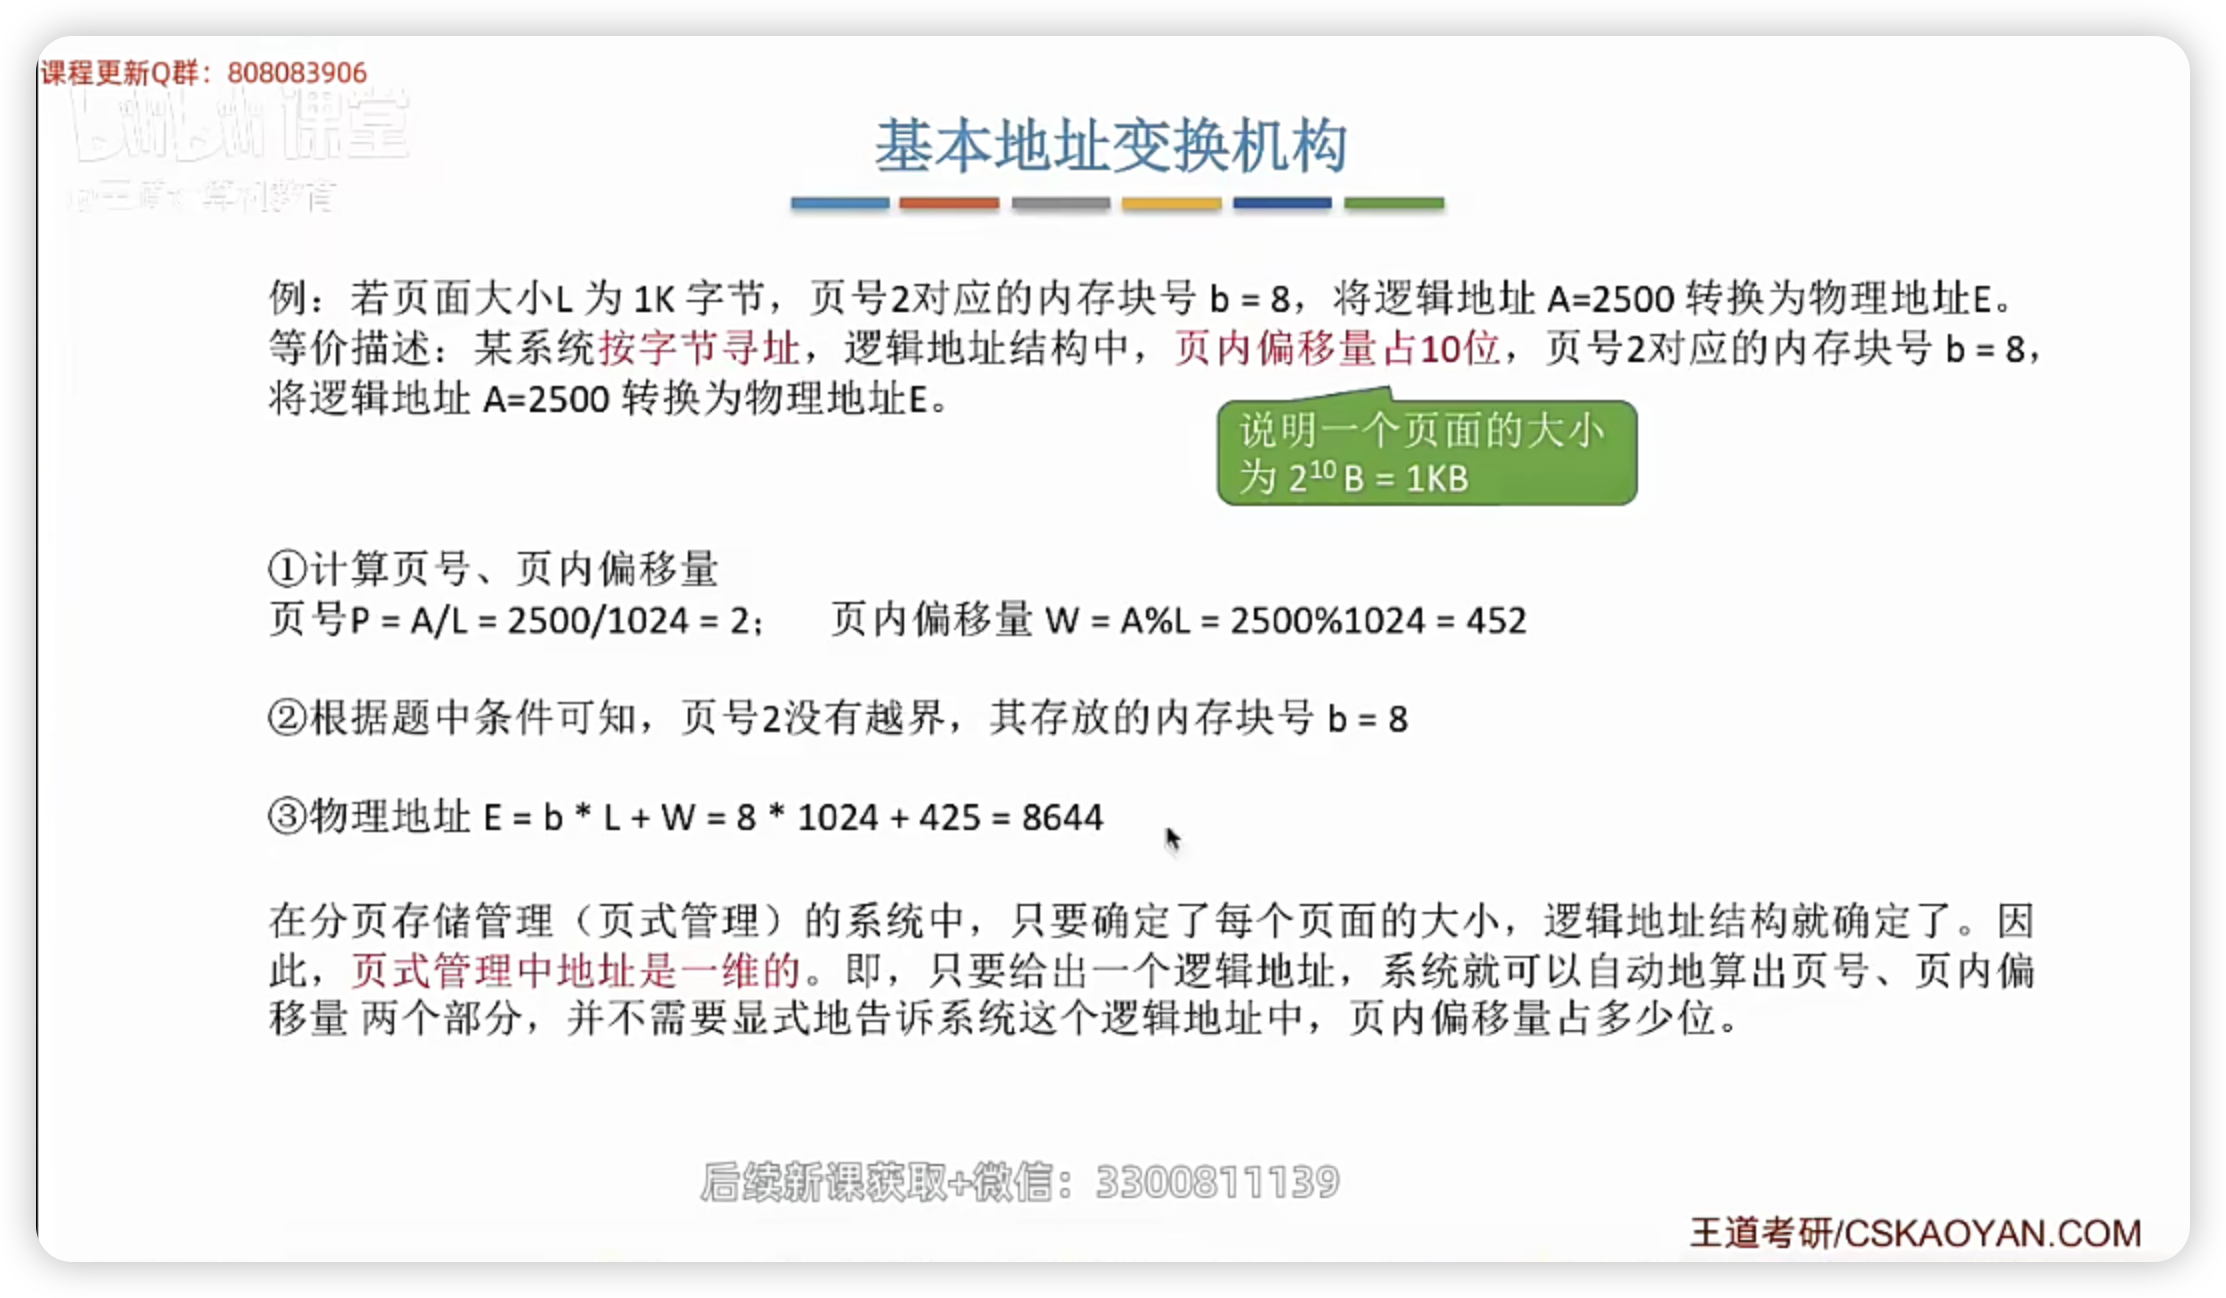 课程更新Q群：808083906
bilibili 课堂
@王道计算机教育
基本地址变换机构
例：若页面大小L 为 1K 字节，页号2对应的内存块号 b = 8，将逻辑地址 A=2500 转换为物理地址E。
等价描述：某系统按字节寻址，逻辑地址结构中，页内偏移量占10位，页号2对应的内存块号 b = 8，
将逻辑地址 A=2500 转换为物理地址E。
说明一个页面的大小
为 2¹⁰ B = 1KB
①计算页号、页内偏移量
页号P = A/L = 2500/1024 = 2； 页内偏移量 W = A%L = 2500%1024 = 452
②根据题中条件可知，页号2没有越界，其存放的内存块号 b = 8
③物理地址 E = b * L + W = 8 * 1024 + 425 = 8644
在分页存储管理（页式管理）的系统中，只要确定了每个页面的大小，逻辑地址结构就确定了。因
此，页式管理中地址是一维的。即，只要给出一个逻辑地址，系统就可以自动地算出页号、页内偏
移量 两个部分，并不需要显式地告诉系统这个逻辑地址中，页内偏移量占多少位。
后续新课获取+微信：3300811139
王道考研/CSKAOYAN.COM